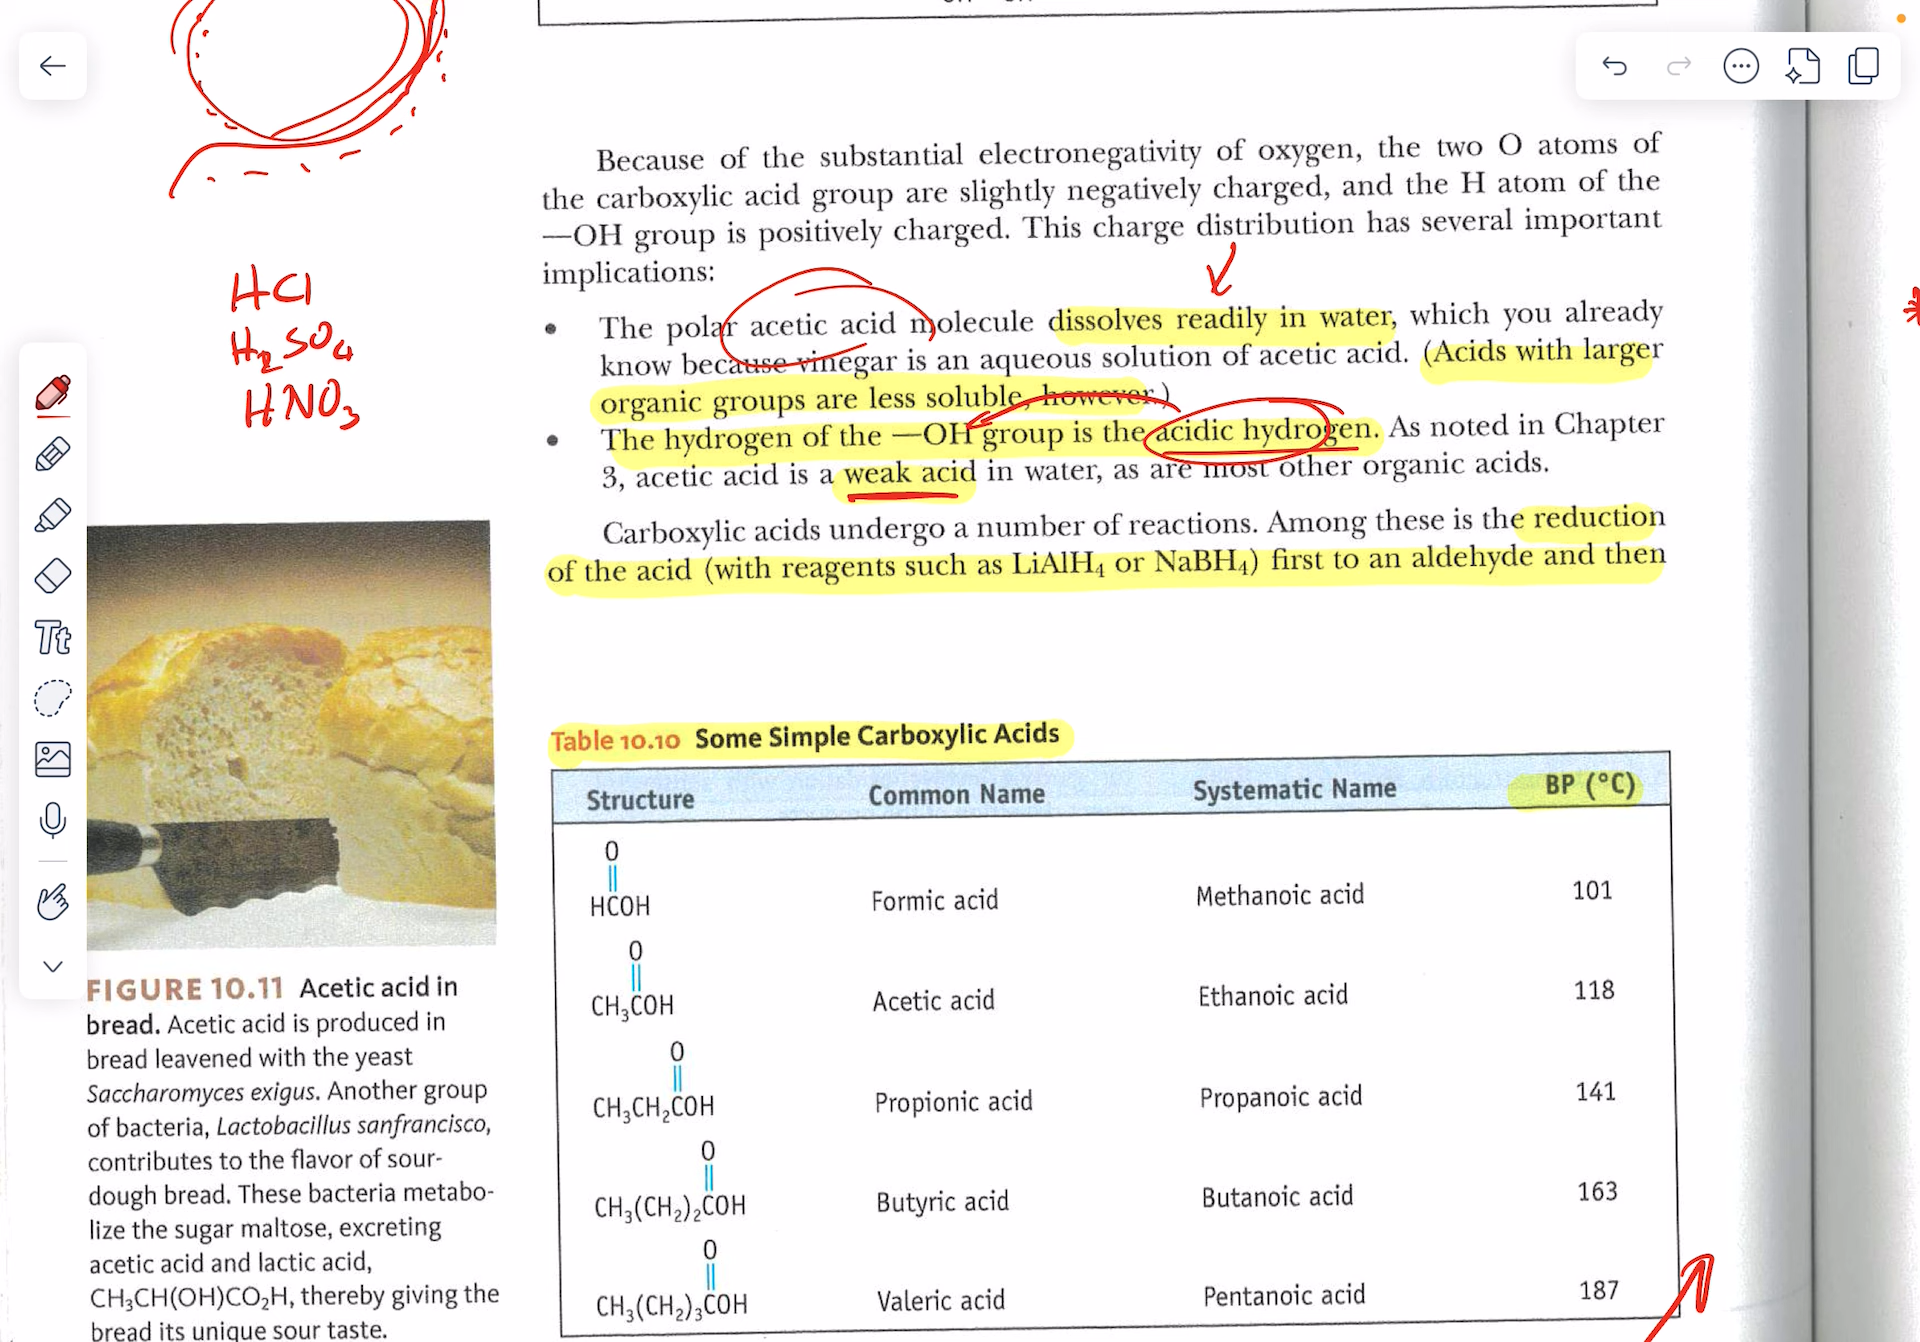 Because of the substantial electronegativity of oxygen, the two O atoms of
the carboxylic acid group are slightly negatively charged, and the H atom of the
—OH group is positively charged. This charge distribution has several important
implications:
HCl
H₂SO₄
HNO₃
• The polar acetic acid molecule dissolves readily in water, which you already
know because vinegar is an aqueous solution of acetic acid. (Acids with larger
organic groups are less soluble, however.)
• The hydrogen of the —OH group is the acidic hydrogen. As noted in Chapter
3, acetic acid is a weak acid in water, as are most other organic acids.
Carboxylic acids undergo a number of reactions. Among these is the reduction
of the acid (with reagents such as LiAlH₄ or NaBH₄) first to an aldehyde and then
Tt
FIGURE 10.11 Acetic acid in
bread. Acetic acid is produced in
bread leavened with the yeast
Saccharomyces exigus. Another group
of bacteria, Lactobacillus sanfrancisco,
contributes to the flavor of sour-
dough bread. These bacteria metabo-
lize the sugar maltose, excreting
acetic acid and lactic acid,
CH₃CH(OH)CO₂H, thereby giving the
bread its unique sour taste.
Table 10.10 Some Simple Carboxylic Acids
Structure Common Name Systematic Name BP (°C)
O
||
HCOH Formic acid Methanoic acid 101
O
||
CH₃COH Acetic acid Ethanoic acid 118
O
||
CH₃CH₂COH Propionic acid Propanoic acid 141
O
||
CH₃(CH₂)₂COH Butyric acid Butanoic acid 163
O
||
CH₃(CH₂)₃COH Valeric acid Pentanoic acid 187